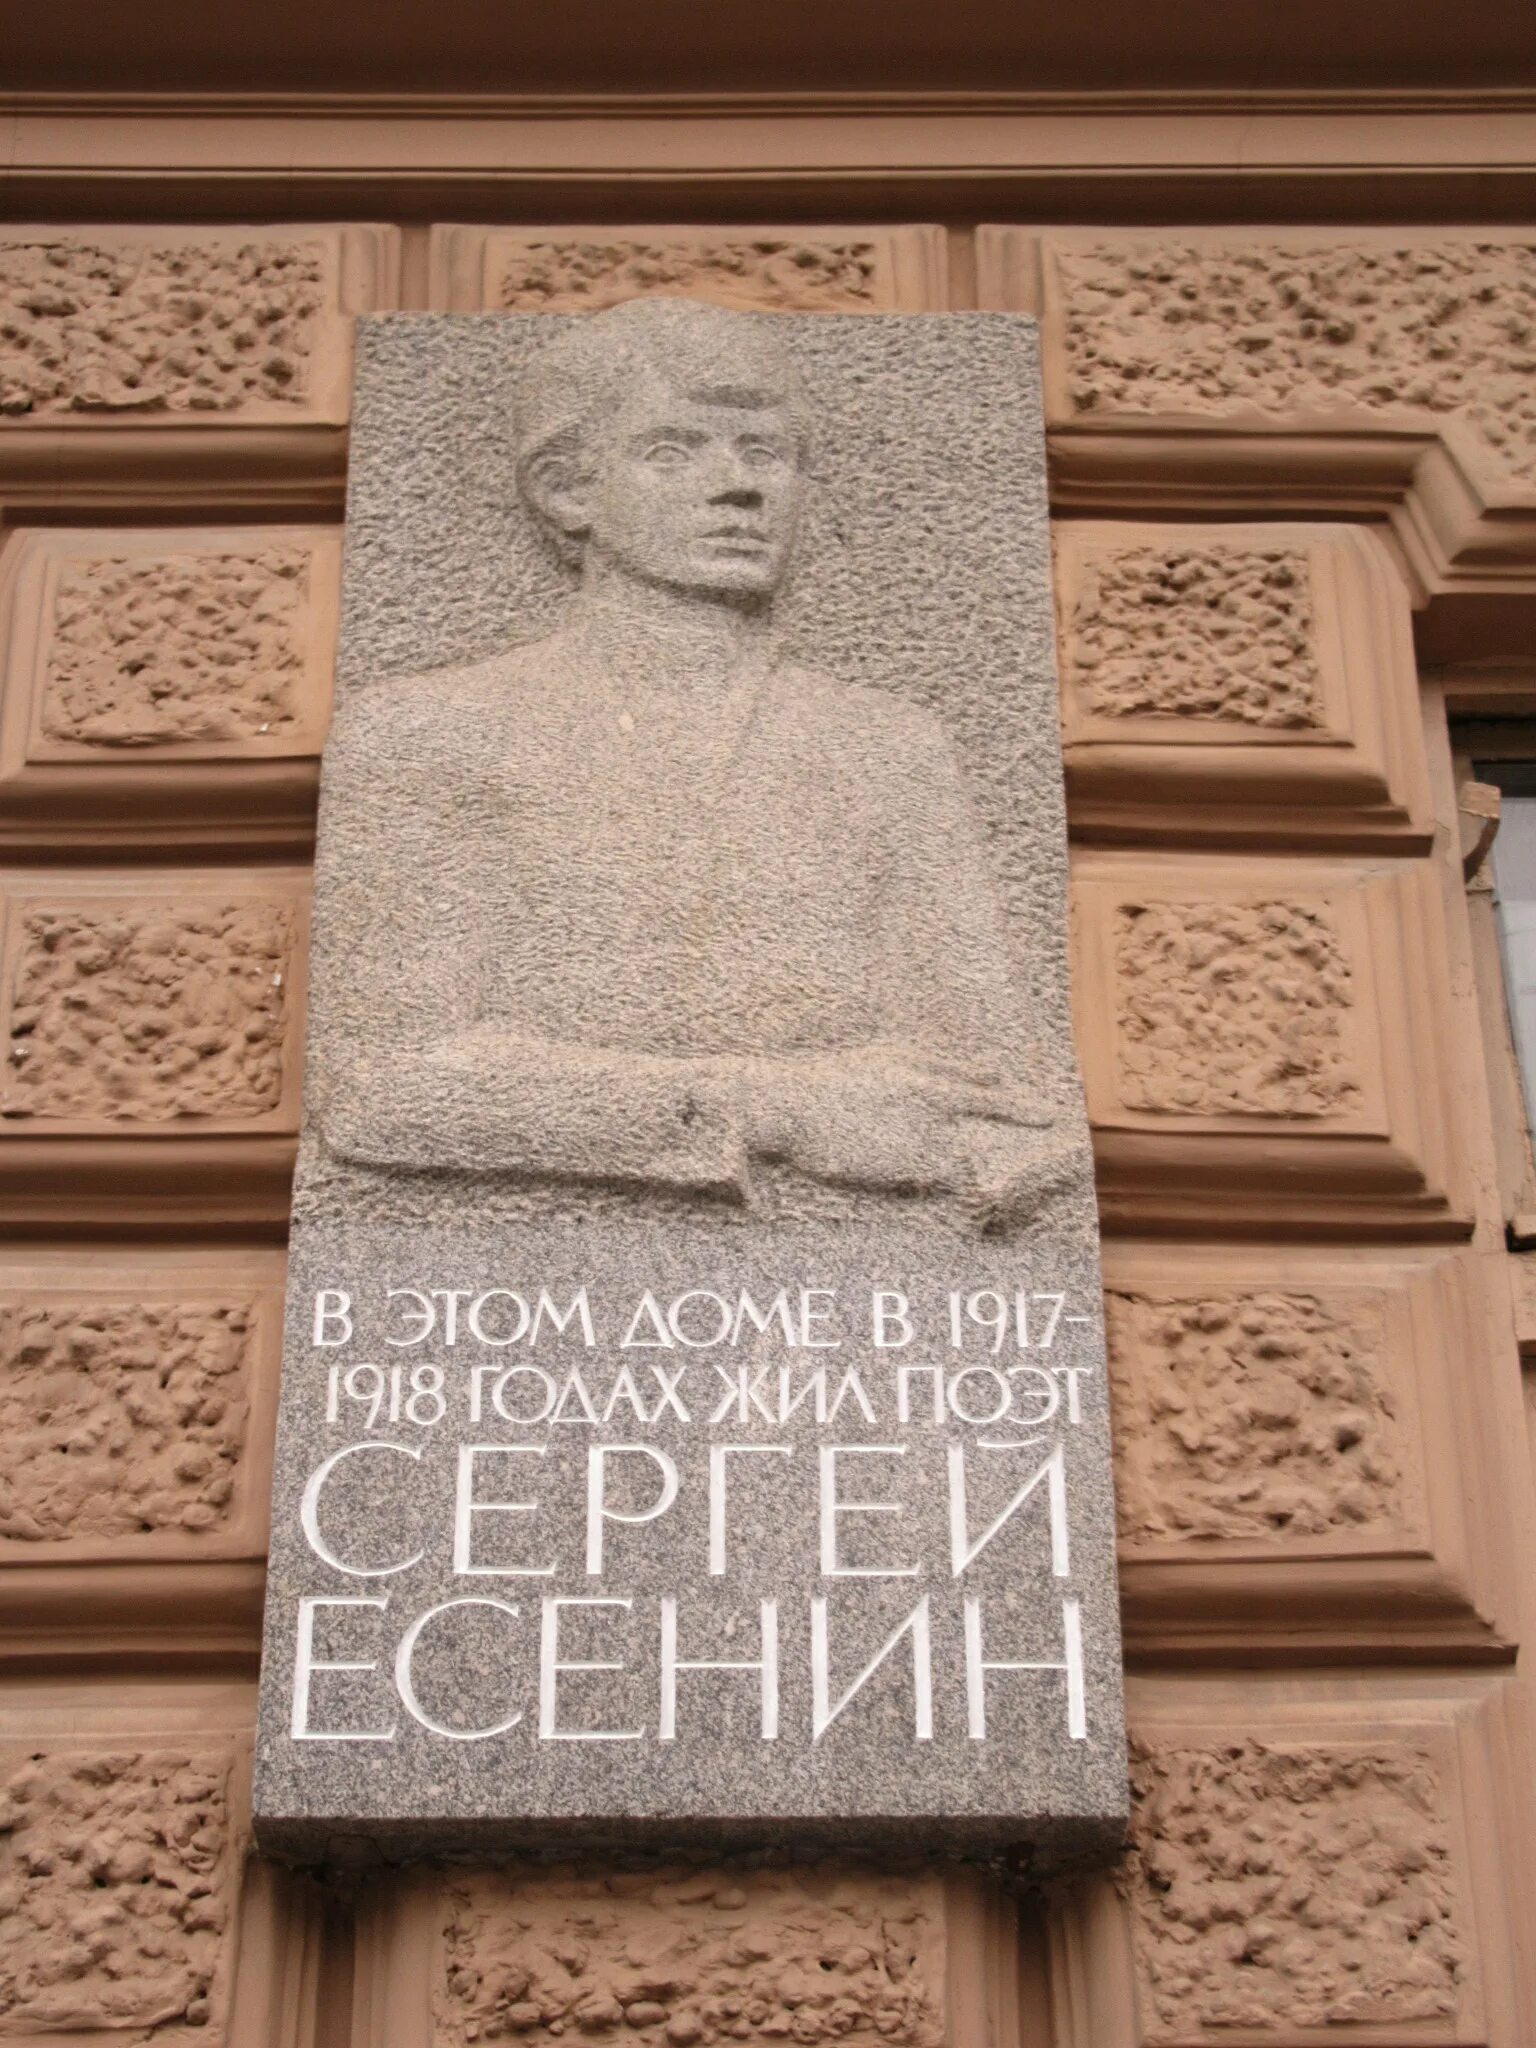 В ЭТОМ ДОМЕ В 1917-
1918 ГОДАХ ЖИЛ ПОЭТ
СЕРГЕЙ
ЕСЕНИН